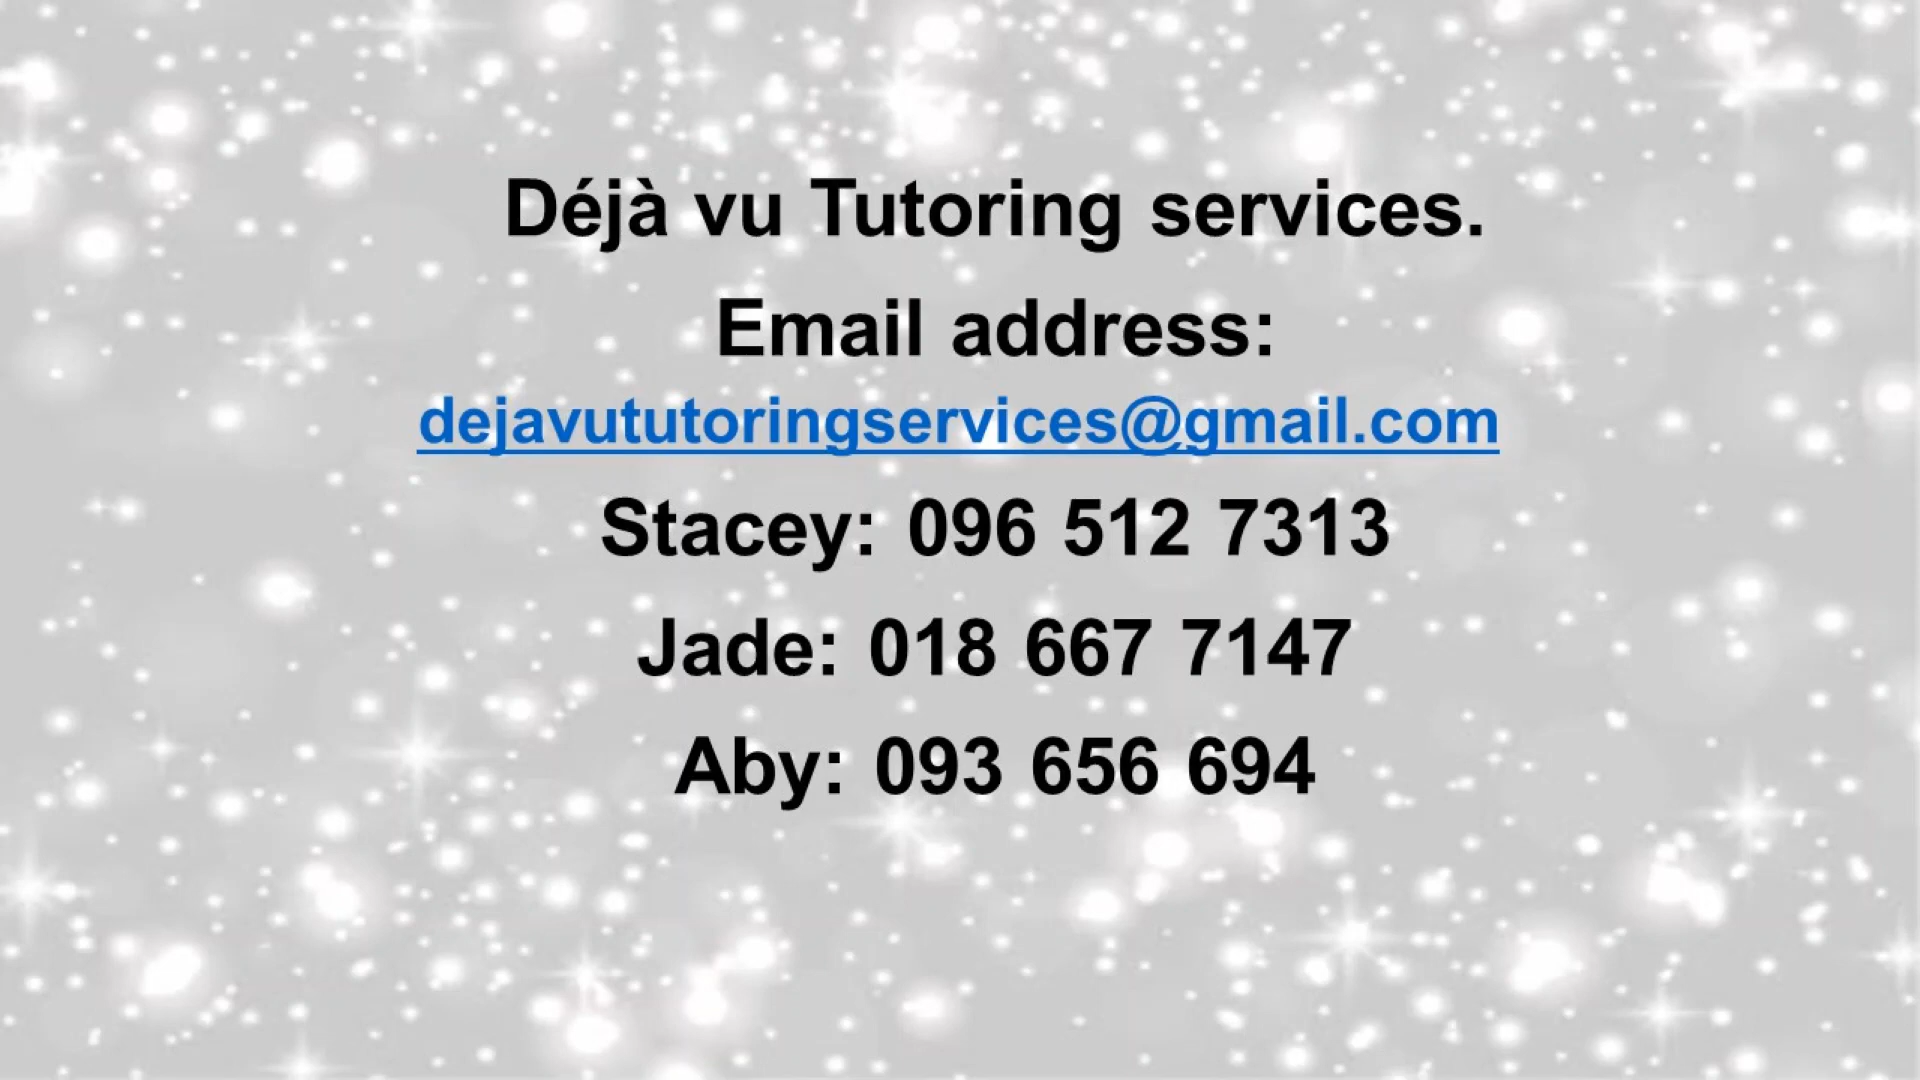 Déjà vu Tutoring services.
Email address:
dejavututoringservices@gmail.com
Stacey: 096 512 7313
Jade: 018 667 7147
Aby: 093 656 694